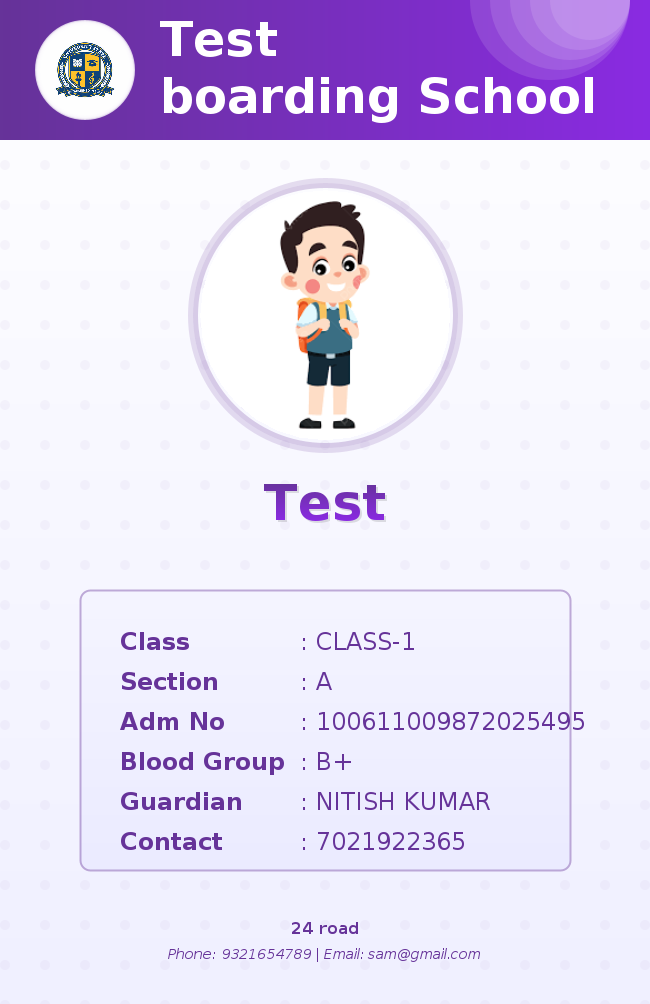 Test
boarding School
Test
Class : CLASS-1
Section : A
Adm No : 100611009872025495
Blood Group : B+
Guardian : NITISH KUMAR
Contact : 7021922365
24 road
Phone: 9321654789 | Email: sam@gmail.com